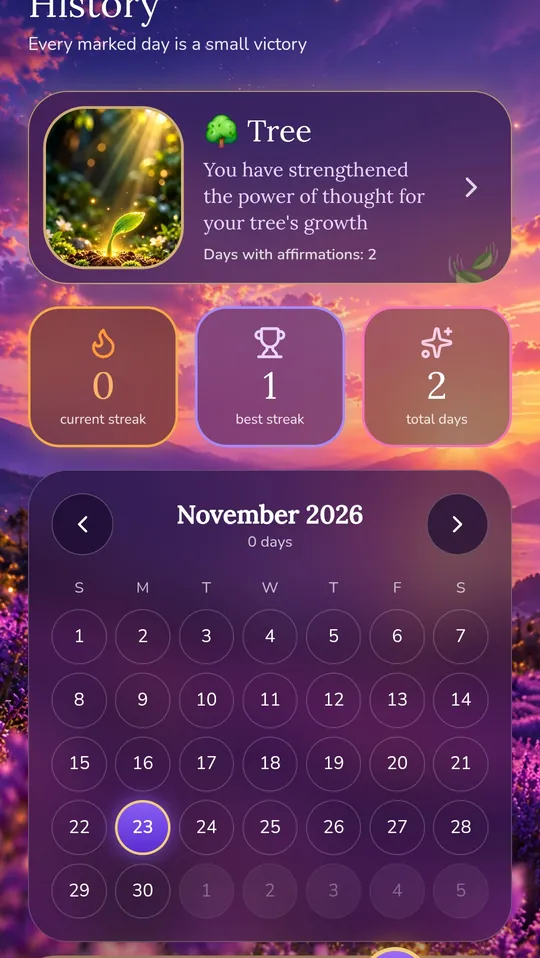 History
Every marked day is a small victory
Tree
You have strengthened
the power of thought for
your tree's growth
Days with affirmations: 2
0
current streak
1
best streak
2
total days
November 2026
0 days
S M T W T F S
1 2 3 4 5 6 7
8 9 10 11 12 13 14
15 16 17 18 19 20 21
22 23 24 25 26 27 28
29 30 1 2 3 4 5